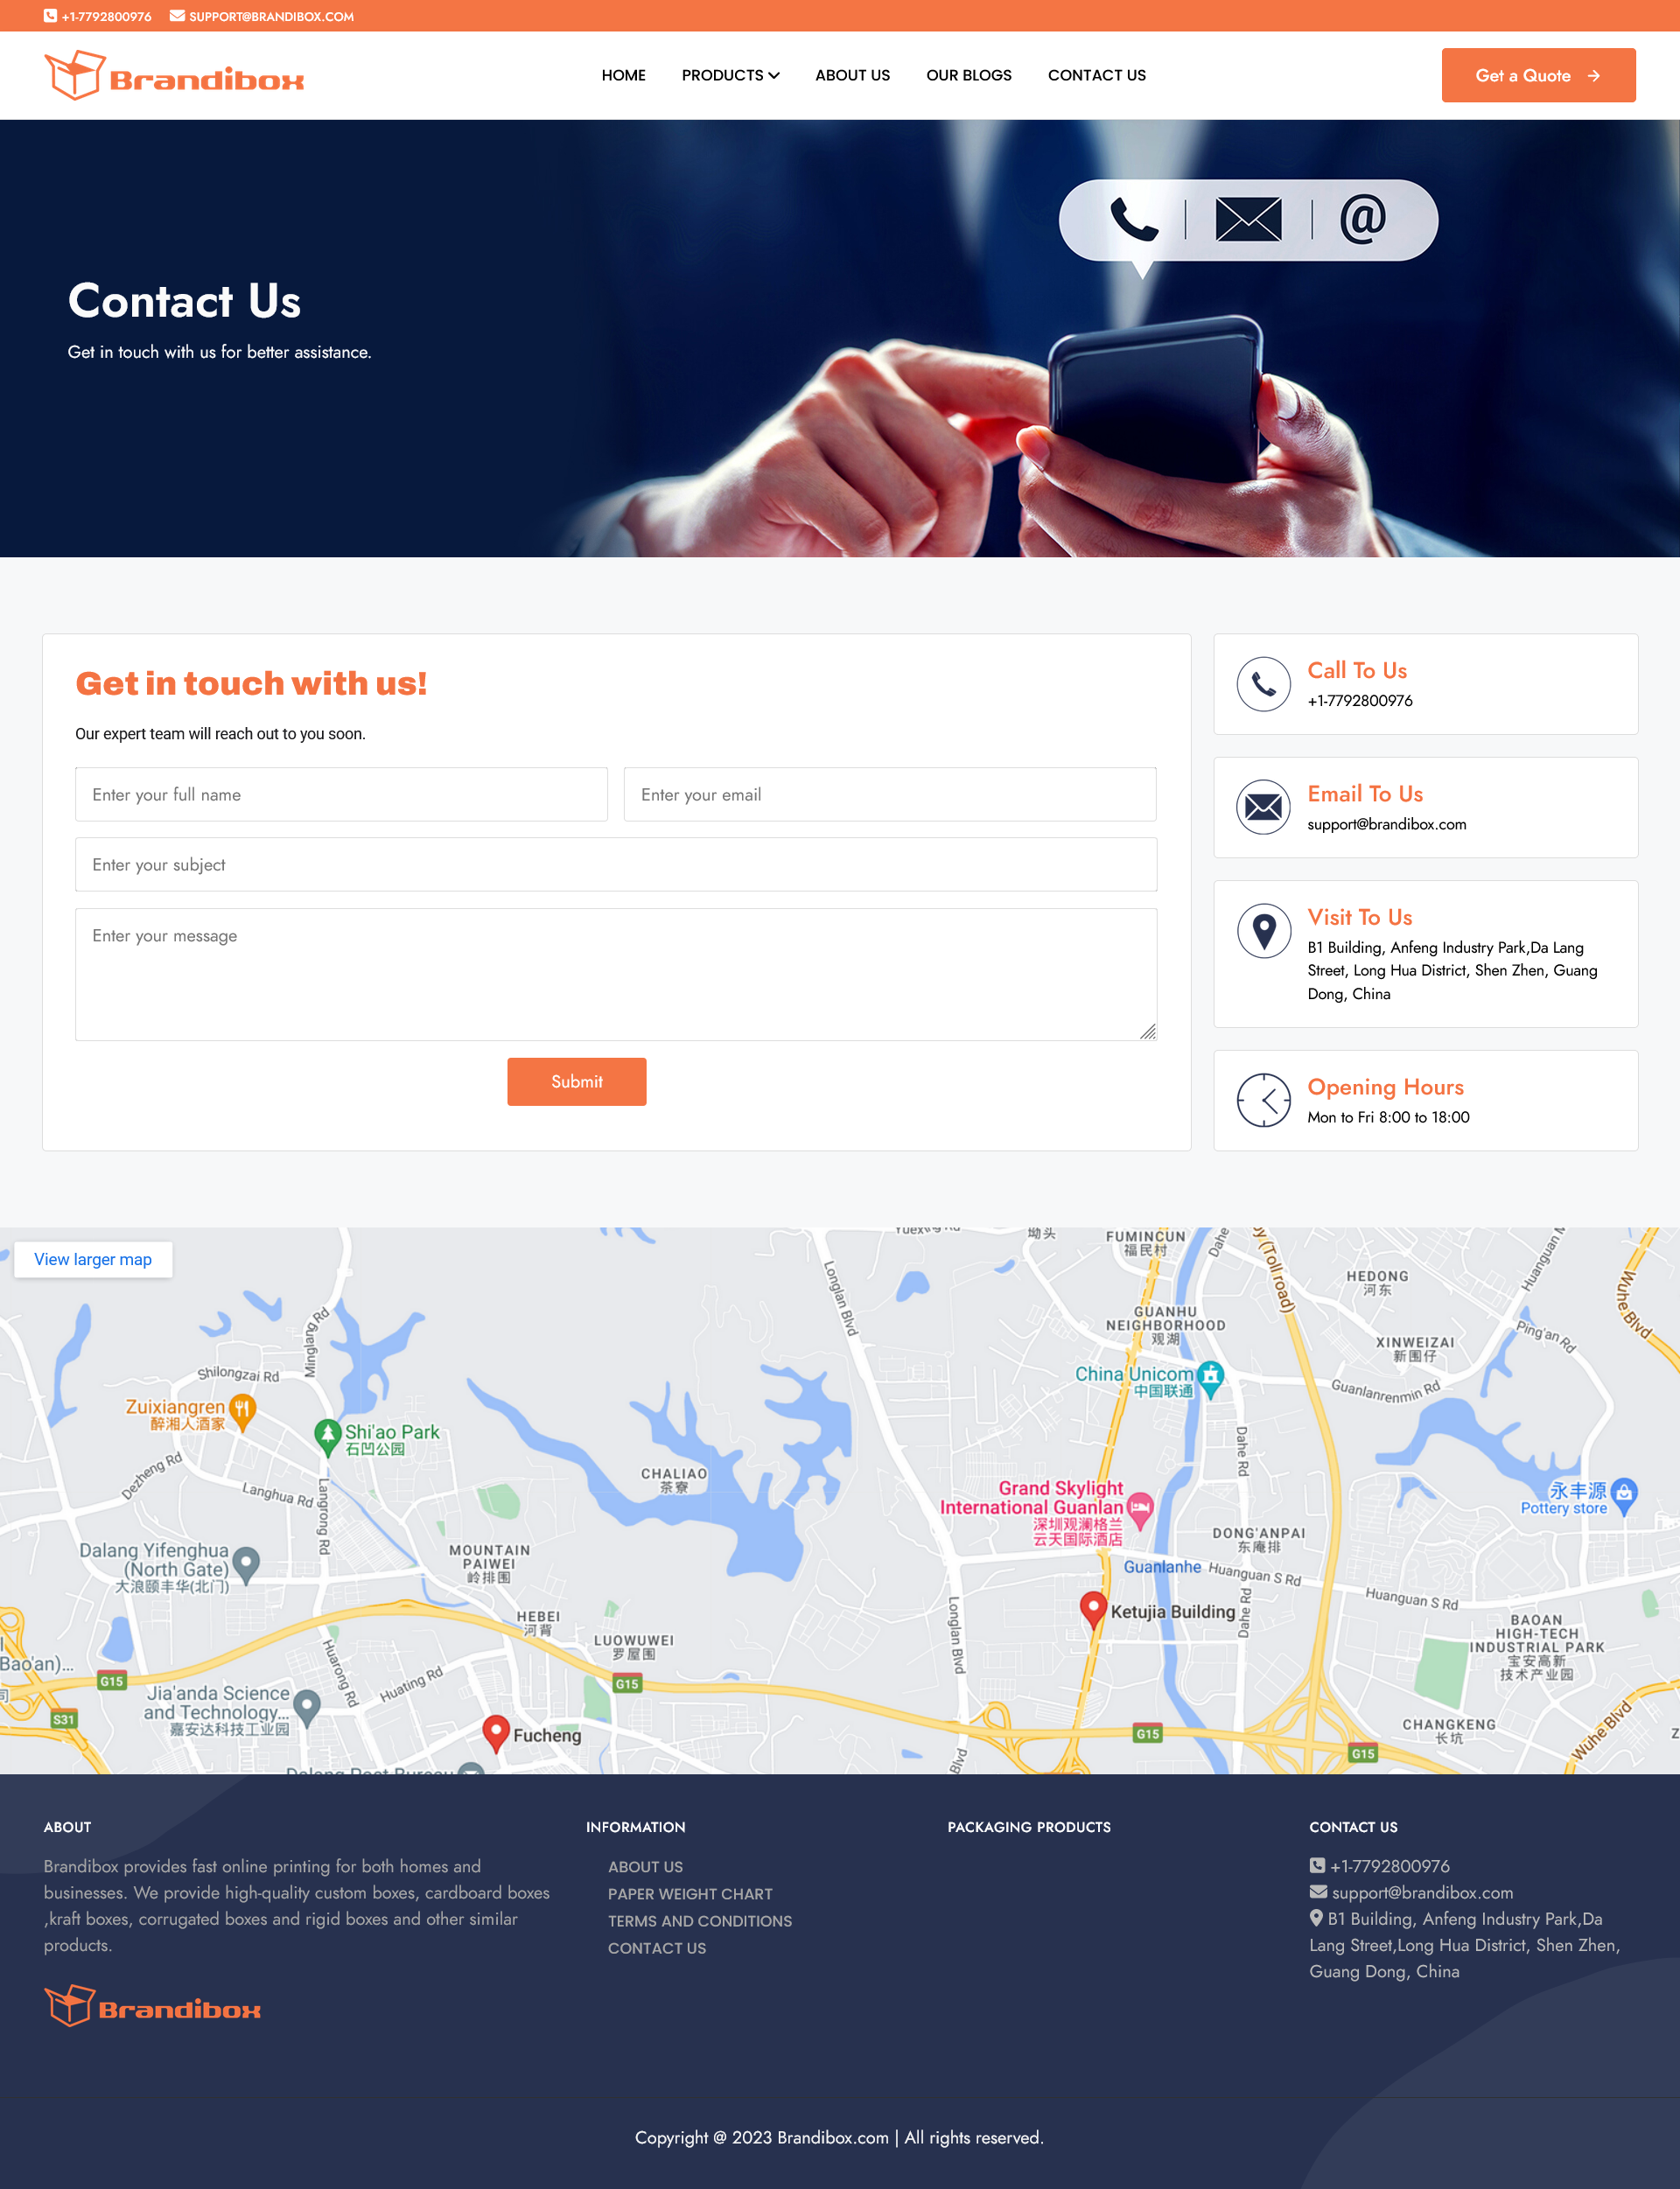 +1-7792800976 SUPPORT@BRANDIBOX.COM
Brandibox
HOME PRODUCTS ABOUT US OUR BLOGS CONTACT US
Get a Quote
@
Contact Us
Get in touch with us for better assistance.
Get in touch with us!
Our expert team will reach out to you soon.
Enter your full name
Enter your email
Enter your subject
Enter your message
Submit
Call To Us
+1-7792800976
Email To Us
support@brandibox.com
Visit To Us
B1 Building, Anfeng Industry Park,Da Lang
Street, Long Hua District, Shen Zhen, Guang
Dong, China
Opening Hours
Mon to Fri 8:00 to 18:00
View larger map
坳头
FUMINCUN
福民村
Dahe
(Toll road)
Huanguan
Wuhe Blvd
HEDONG
河东
Longlan Blvd
GUANHU
NEIGHBORHOOD
观湖
Ping'an Rd
XINWEIZAI
新围仔
Minglang Rd
Shilongzai Rd
China Unicom
中国联通
Guanlanrenmin Rd
Zuixiangren
醉湘人酒家
Shi'ao Park
石凹公园
Dahe Rd
Dezheng Rd
Langhua Rd
Langrong Rd
CHALIAO
茶寮
Grand Skylight
International Guanlan
深圳观澜格兰
云天国际酒店
永丰源
Pottery store
DONG'ANPAI
东庵排
Dalang Yifenghua
(North Gate)
大浪颐丰华(北门)
MOUNTAIN
PAIWEI
岭排围
Guanlanhe
Huanguan S Rd
Huanguan S Rd
Ketujia Building
Dahe Rd
Longlan Blvd
HEBEI
河背
LUOWUWEI
罗屋围
BAOAN
HIGH-TECH
INDUSTRIAL PARK
宝安高新
技术产业园
Bao'an)...
司
G15
Huarong Rd
Huating Rd
G15
Jia'anda Science
and Technology...
嘉安达科技工业园
S31
Fucheng
G15
G15
CHANGKENG
长坑
Wuhe Blvd
Blvd
ABOUT
Brandibox provides fast online printing for both homes and
businesses. We provide high-quality custom boxes, cardboard boxes
,kraft boxes, corrugated boxes and rigid boxes and other similar
products.
Brandibox
INFORMATION
ABOUT US
PAPER WEIGHT CHART
TERMS AND CONDITIONS
CONTACT US
PACKAGING PRODUCTS
CONTACT US
+1-7792800976
support@brandibox.com
B1 Building, Anfeng Industry Park,Da
Lang Street,Long Hua District, Shen Zhen,
Guang Dong, China
Copyright @ 2023 Brandibox.com | All rights reserved.